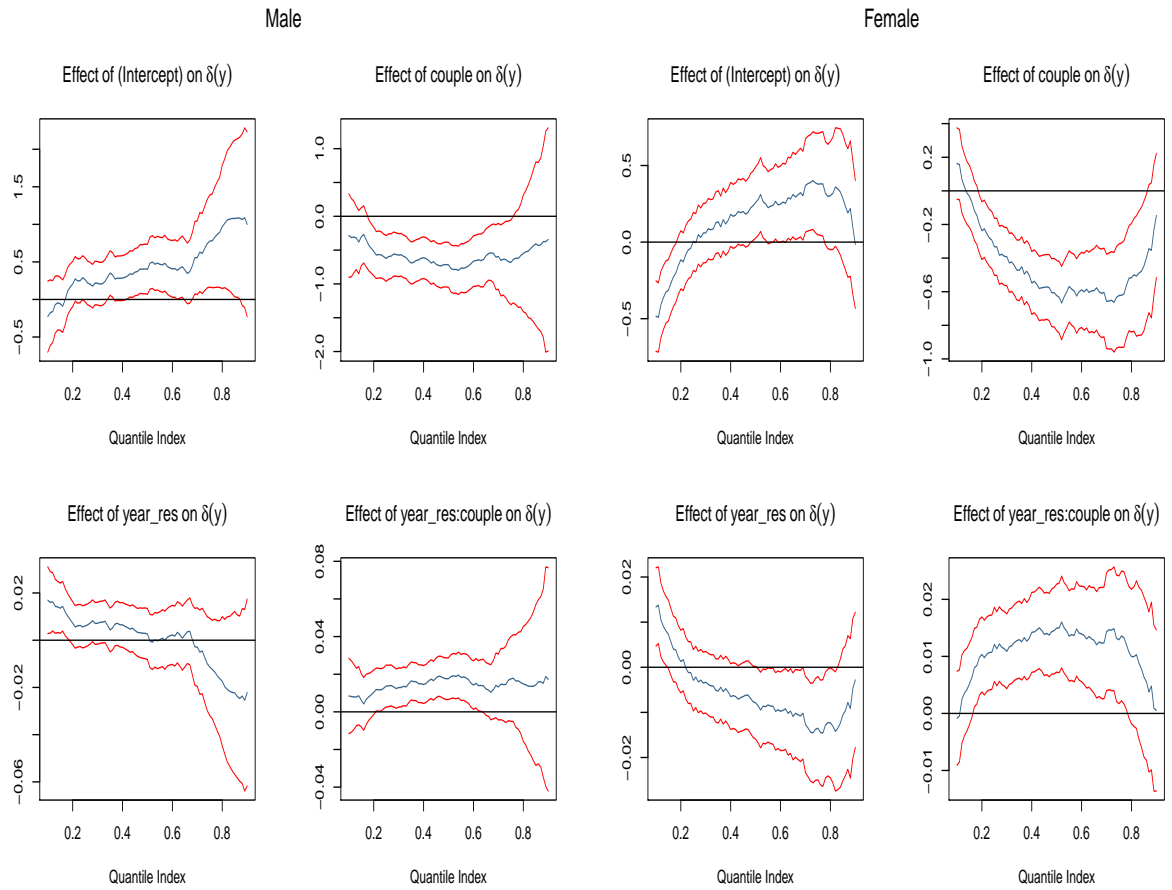 Male Female
Effect of (Intercept) on δ(y) Effect of couple on δ(y) Effect of (Intercept) on δ(y) Effect of couple on δ(y)
1.5
0.5
−0.5
0.2 0.4 0.6 0.8
Quantile Index
1.0
0.0
−1.0
−2.0
0.2 0.4 0.6 0.8
Quantile Index
0.5
0.0
−0.5
0.2 0.4 0.6 0.8
Quantile Index
0.2
−0.2
−0.6
−1.0
0.2 0.4 0.6 0.8
Quantile Index
Effect of year_res on δ(y) Effect of year_res:couple on δ(y) Effect of year_res on δ(y) Effect of year_res:couple on δ(y)
0.02
−0.02
−0.06
0.2 0.4 0.6 0.8
Quantile Index
0.08
0.04
0.00
−0.04
0.2 0.4 0.6 0.8
Quantile Index
0.02
0.00
−0.02
0.2 0.4 0.6 0.8
Quantile Index
0.02
0.01
0.00
−0.01
0.2 0.4 0.6 0.8
Quantile Index